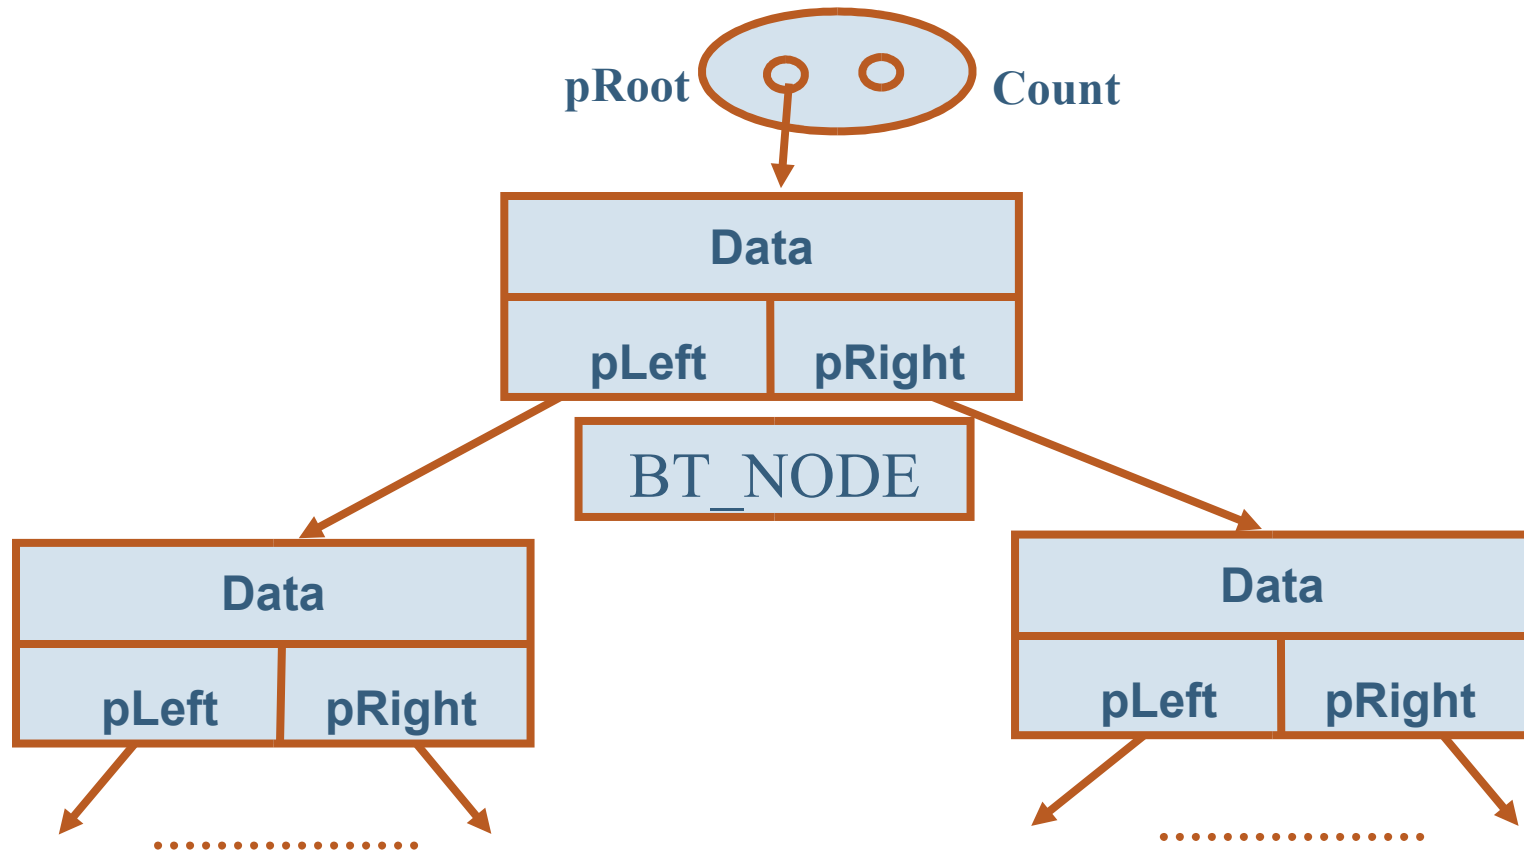 pRoot
Count
Data
pLeft pRight
BT_NODE
Data
pLeft pRight
Data
pLeft pRight